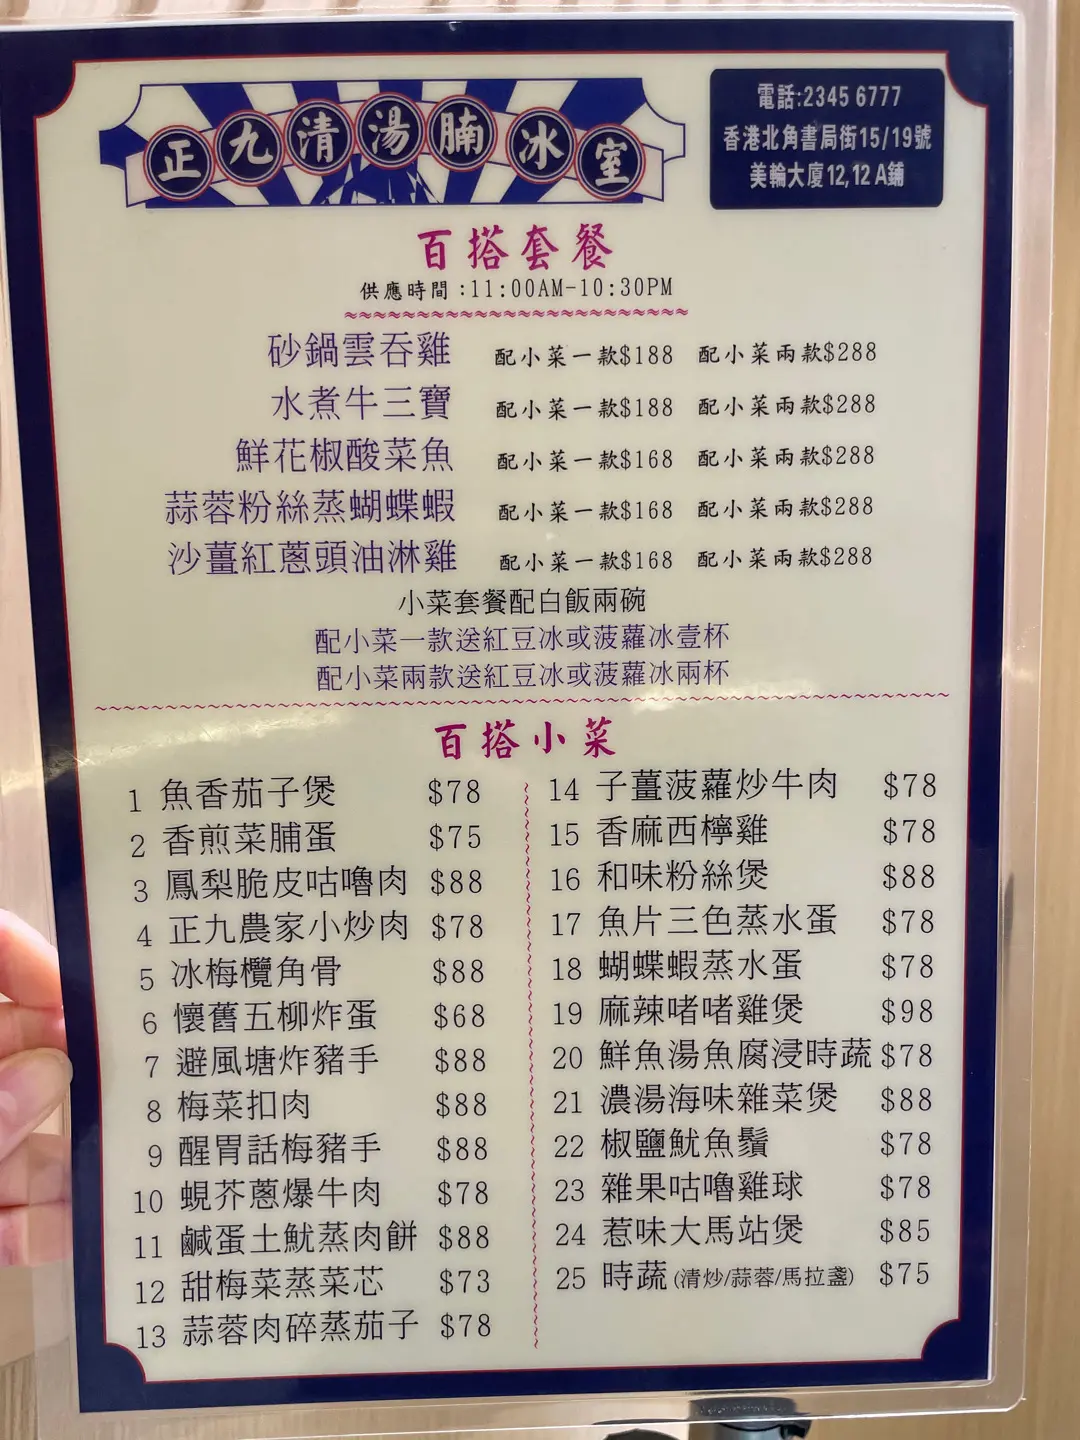 正九清湯腩冰室
電話:2345 6777
香港北角書局街15/19號
美輪大廈12,12A鋪
百搭套餐
供應時間:11:00AM-10:30PM
砂鍋雲吞雞 配小菜一款$188 配小菜兩款$288
水煮牛三寶 配小菜一款$188 配小菜兩款$288
鮮花椒酸菜魚 配小菜一款$168 配小菜兩款$288
蒜蓉粉絲蒸蝴蝶蝦 配小菜一款$168 配小菜兩款$288
沙薑紅蔥頭油淋雞 配小菜一款$168 配小菜兩款$288
小菜套餐配白飯兩碗
配小菜一款送紅豆冰或菠蘿冰壹杯
配小菜兩款送紅豆冰或菠蘿冰兩杯
百搭小菜
1 魚香茄子煲 $78
2 香煎菜脯蛋 $75
3 鳳梨脆皮咕嚕肉 $88
4 正九農家小炒肉 $78
5 冰梅欖角骨 $88
6 懷舊五柳炸蛋 $68
7 避風塘炸豬手 $88
8 梅菜扣肉 $88
9 醒胃話梅豬手 $88
10 蜆芥蔥爆牛肉 $78
11 鹹蛋土魷蒸肉餅 $88
12 甜梅菜蒸菜芯 $73
13 蒜蓉肉碎蒸茄子 $78
14 子薑菠蘿炒牛肉 $78
15 香麻西檸雞 $78
16 和味粉絲煲 $88
17 魚片三色蒸水蛋 $78
18 蝴蝶蝦蒸水蛋 $78
19 麻辣啫啫雞煲 $98
20 鮮魚湯魚腐浸時蔬 $78
21 濃湯海味雜菜煲 $88
22 椒鹽魷魚鬚 $78
23 雜果咕嚕雞球 $78
24 惹味大馬站煲 $85
25 時蔬(清炒/蒜蓉/馬拉盞) $75